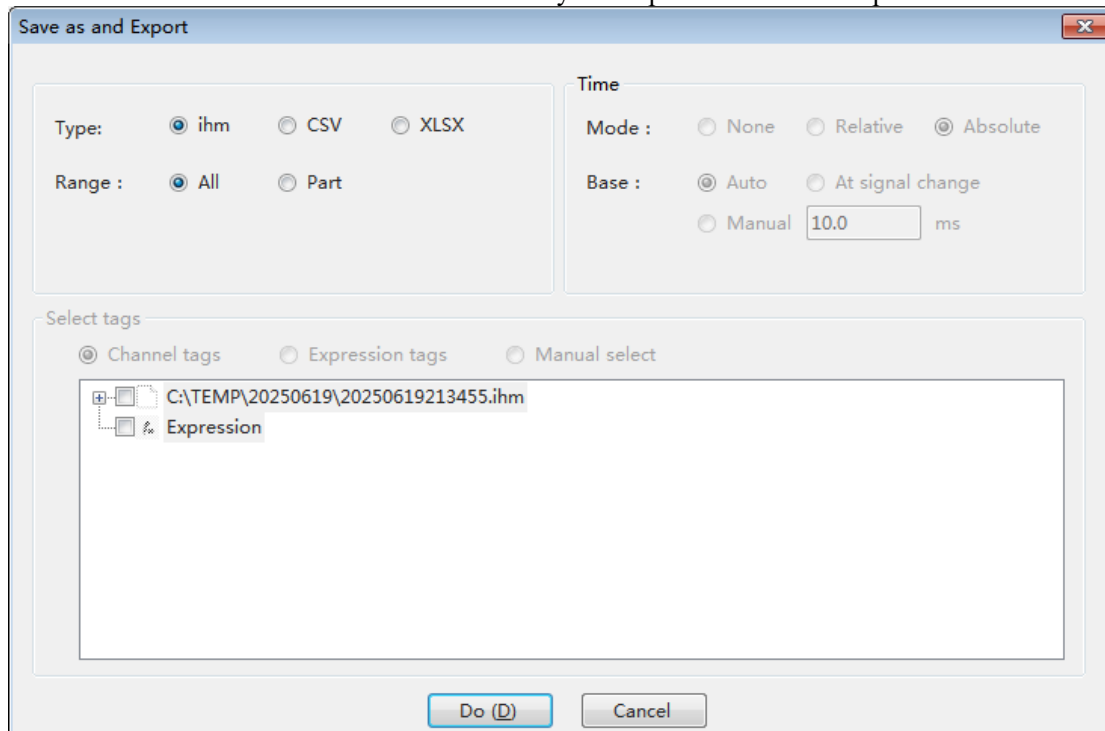 Save as and Export
Type: ihm CSV XLSX
Range : All Part
Time
Mode : None Relative Absolute
Base : Auto At signal change
Manual 10.0 ms
Select tags
Channel tags Expression tags Manual select
C:\TEMP\20250619\20250619213455.ihm
Expression
Do (D) Cancel